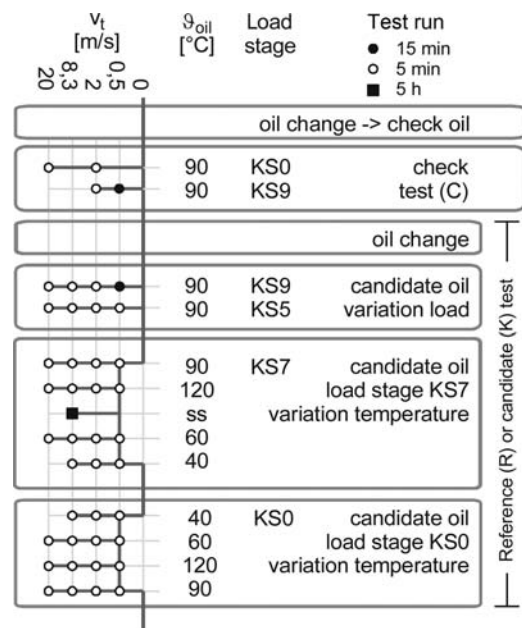 vt ϑoil Load Test run
[m/s] [°C] stage ● 15 min
20 8,3 2 0,5 0 ○ 5 min
■ 5 h
oil change -> check oil
90 KS0 check
90 KS9 test (C)
oil change
90 KS9 candidate oil
90 KS5 variation load
90 KS7 candidate oil
120 load stage KS7
ss variation temperature
60
40
40 KS0 candidate oil
60 load stage KS0
120 variation temperature
90
Reference (R) or candidate (K) test